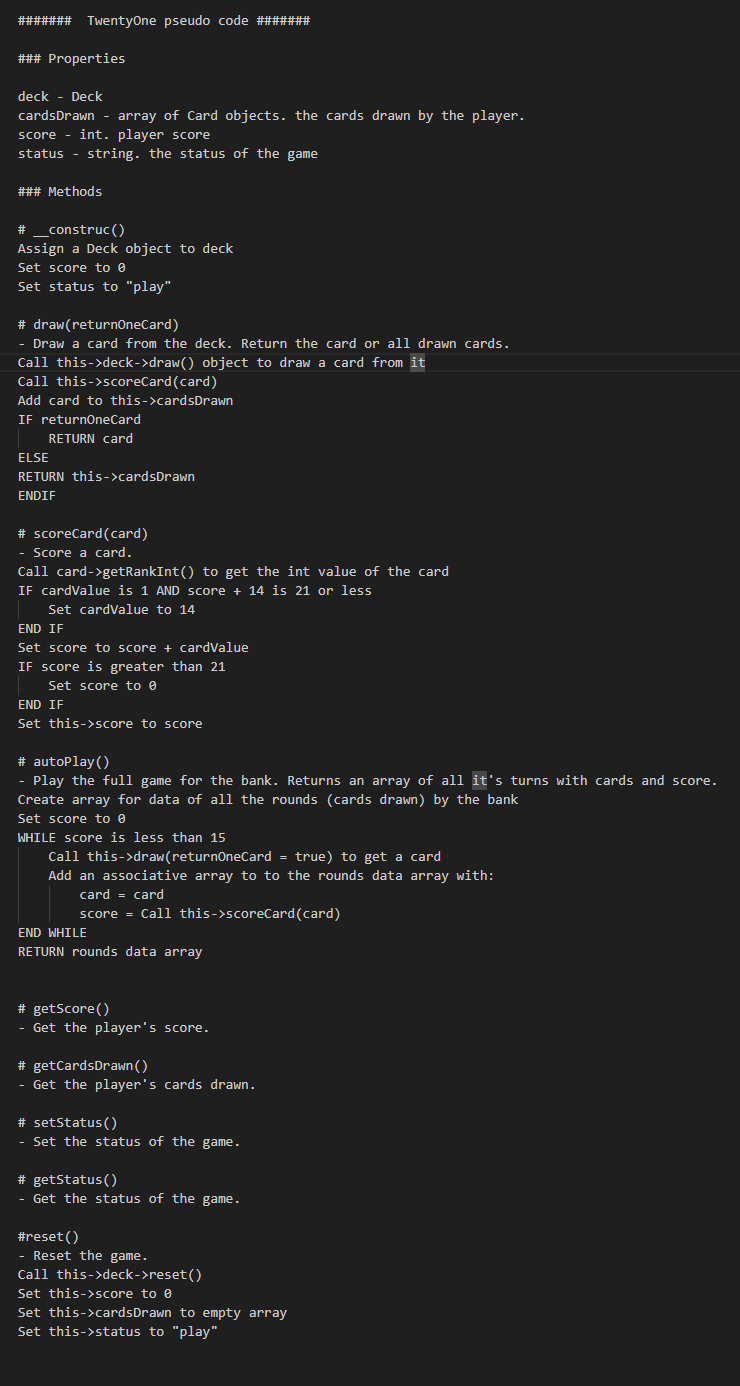 #######  TwentyOne pseudo code #######
### Properties
deck - Deck
cardsDrawn - array of Card objects. the cards drawn by the player.
score - int. player score
status - string. the status of the game
### Methods
# __construc()
Assign a Deck object to deck
Set score to 0
Set status to "play"
# draw(returnOneCard)
- Draw a card from the deck. Return the card or all drawn cards.
Call this->deck->draw() object to draw a card from it
Call this->scoreCard(card)
Add card to this->cardsDrawn
IF returnOneCard
    RETURN card
ELSE
RETURN this->cardsDrawn
ENDIF
# scoreCard(card)
- Score a card.
Call card->getRankInt() to get the int value of the card
IF cardValue is 1 AND score + 14 is 21 or less
    Set cardValue to 14
END IF
Set score to score + cardValue
IF score is greater than 21
    Set score to 0
END IF
Set this->score to score
# autoPlay()
- Play the full game for the bank. Returns an array of all it's turns with cards and score.
Create array for data of all the rounds (cards drawn) by the bank
Set score to 0
WHILE score is less than 15
    Call this->draw(returnOneCard = true) to get a card
    Add an associative array to to the rounds data array with:
        card = card
        score = Call this->scoreCard(card)
END WHILE
RETURN rounds data array
# getScore()
- Get the player's score.
# getCardsDrawn()
- Get the player's cards drawn.
# setStatus()
- Set the status of the game.
# getStatus()
- Get the status of the game.
#reset()
- Reset the game.
Call this->deck->reset()
Set this->score to 0
Set this->cardsDrawn to empty array
Set this->status to "play"